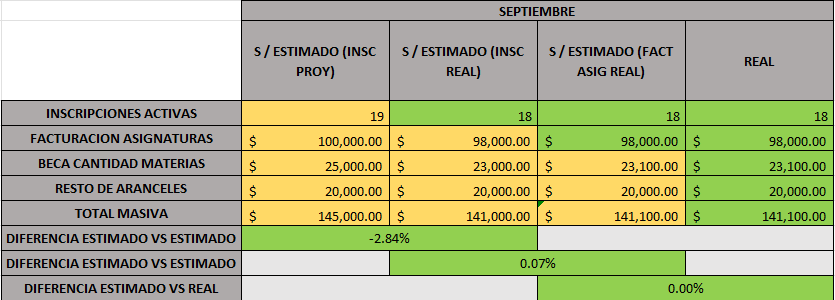 SEPTIEMBRE
S / ESTIMADO (INSC PROY) S / ESTIMADO (INSC REAL) S / ESTIMADO (FACT ASIG REAL) REAL
INSCRIPCIONES ACTIVAS 19 18 18 18
FACTURACION ASIGNATURAS $ 100,000.00 $ 98,000.00 $ 98,000.00 $ 98,000.00
BECA CANTIDAD MATERIAS $ 25,000.00 $ 23,000.00 $ 23,100.00 $ 23,100.00
RESTO DE ARANCELES $ 20,000.00 $ 20,000.00 $ 20,000.00 $ 20,000.00
TOTAL MASIVA $ 145,000.00 $ 141,000.00 $ 141,100.00 $ 141,100.00
DIFERENCIA ESTIMADO VS ESTIMADO -2.84%
DIFERENCIA ESTIMADO VS ESTIMADO 0.07%
DIFERENCIA ESTIMADO VS REAL 0.00%